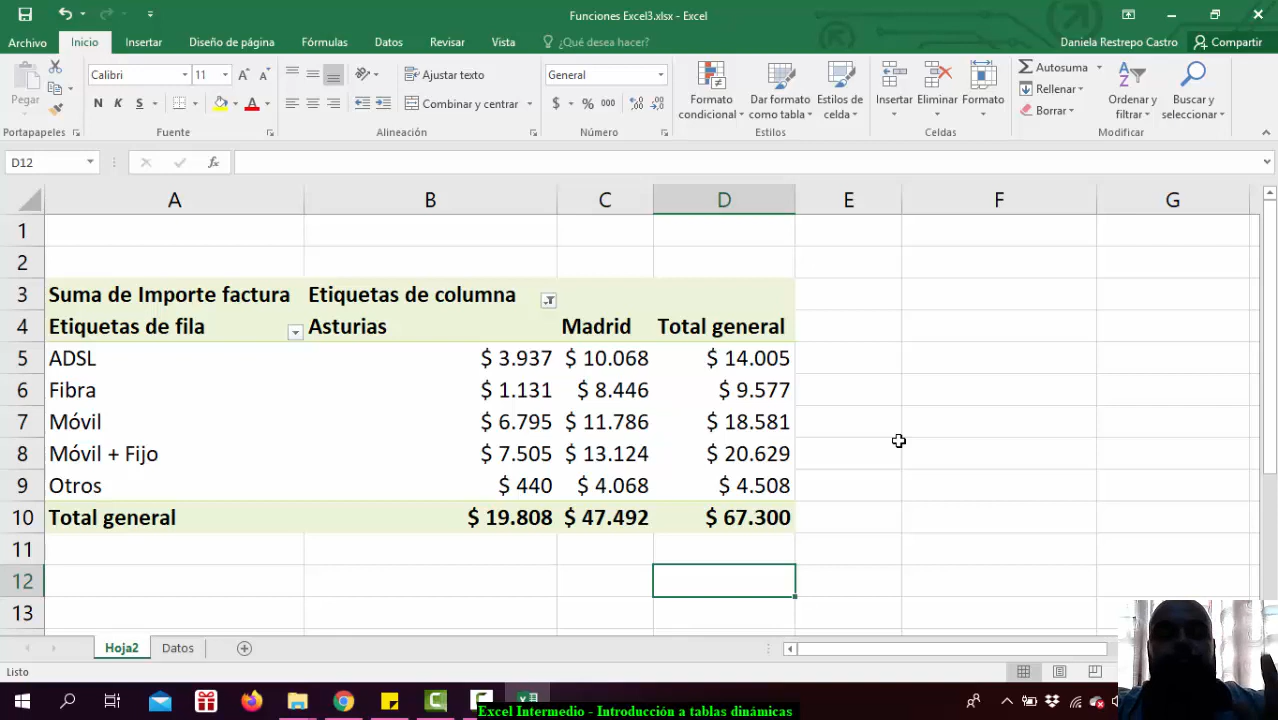 Funciones Excel3.xlsx - Excel
Archivo Inicio Insertar Diseño de página Fórmulas Datos Revisar Vista ¿Qué desea hacer? Daniela Restrepo Castro Compartir
Pegar
Calibri 11
N K S A
Ajustar texto
Combinar y centrar
General
$ % 000
Formato condicional
Dar formato como tabla
Estilos de celda
Insertar Eliminar Formato
Autosuma
Rellenar
Borrar
Ordenar y filtrar
Buscar y seleccionar
Portapapeles Fuente Alineación Número Estilos Celdas Modificar
D12 fx
A B C D E F G
1
2
3 Suma de Importe factura Etiquetas de columna
4 Etiquetas de fila Asturias Madrid Total general
5 ADSL $ 3.937 $ 10.068 $ 14.005
6 Fibra $ 1.131 $ 8.446 $ 9.577
7 Móvil $ 6.795 $ 11.786 $ 18.581
8 Móvil + Fijo $ 7.505 $ 13.124 $ 20.629
9 Otros $ 440 $ 4.068 $ 4.508
10 Total general $ 19.808 $ 47.492 $ 67.300
11
12
13
Hoja2 Datos
Listo
Excel Intermedio - Introducción a tablas dinámicas